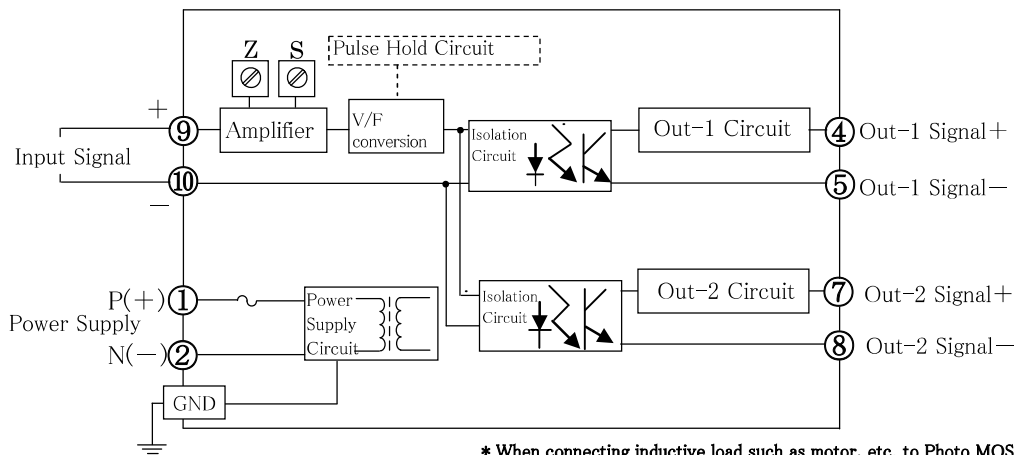 Z S
Pulse Hold Circuit
+ ⑨ Amplifier
V/F
conversion
Isolation
Circuit
Out-1 Circuit
④ Out-1 Signal+
Input Signal
⑩
−
⑤ Out-1 Signal−
P(+) ①
Power Supply
N(−) ②
Power
Supply
Circuit
GND
Isolation
Circuit
Out-2 Circuit
⑦ Out-2 Signal+
⑧ Out-2 Signal−
* When connecting inductive load such as motor, etc. to Photo MOS